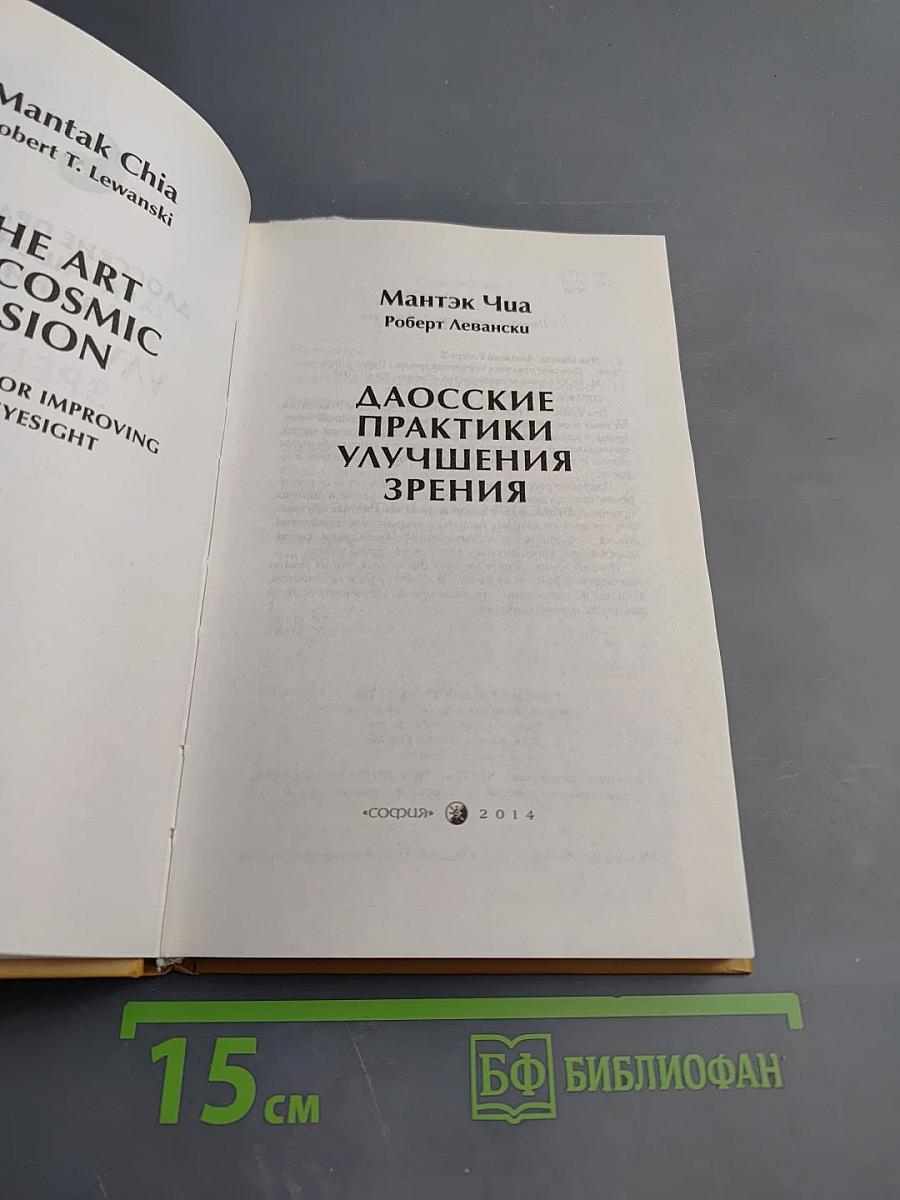 Mantak Chia
obert T. Lewanski
HE ART
COSMIC
SION
OR IMPROVING
YESIGHT
Мантэк Чиа
Роберт Левански
ДАОССКИЕ
ПРАКТИКИ
УЛУЧШЕНИЯ
ЗРЕНИЯ
«СОФИЯ» 2014
15 см
БФ БИБЛИОФАН